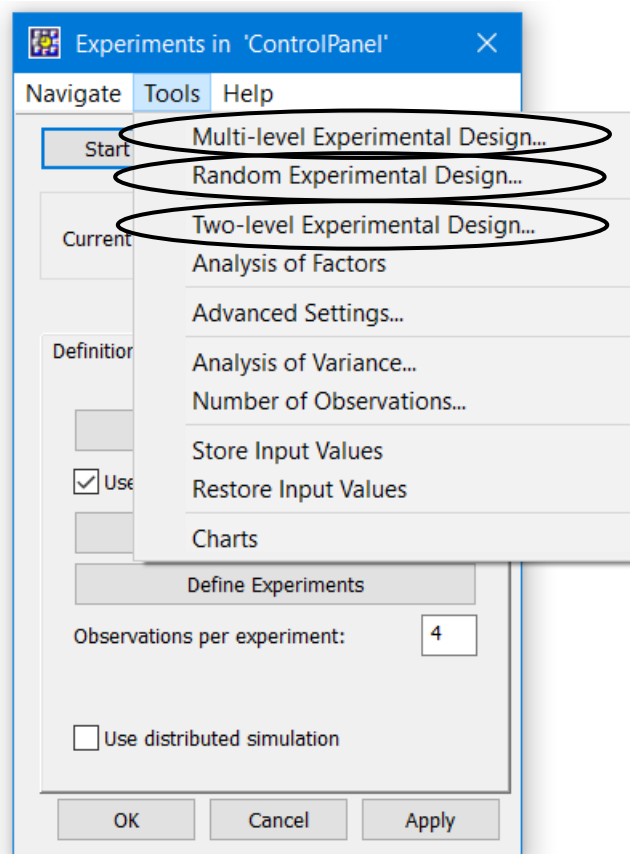 Experiments in 'ControlPanel'
Navigate Tools Help
Start
Multi-level Experimental Design...
Random Experimental Design...
Current
Two-level Experimental Design...
Analysis of Factors
Advanced Settings...
Definition
Analysis of Variance...
Number of Observations...
Store Input Values
Use
Restore Input Values
Charts
Define Experiments
Observations per experiment: 4
Use distributed simulation
OK Cancel Apply